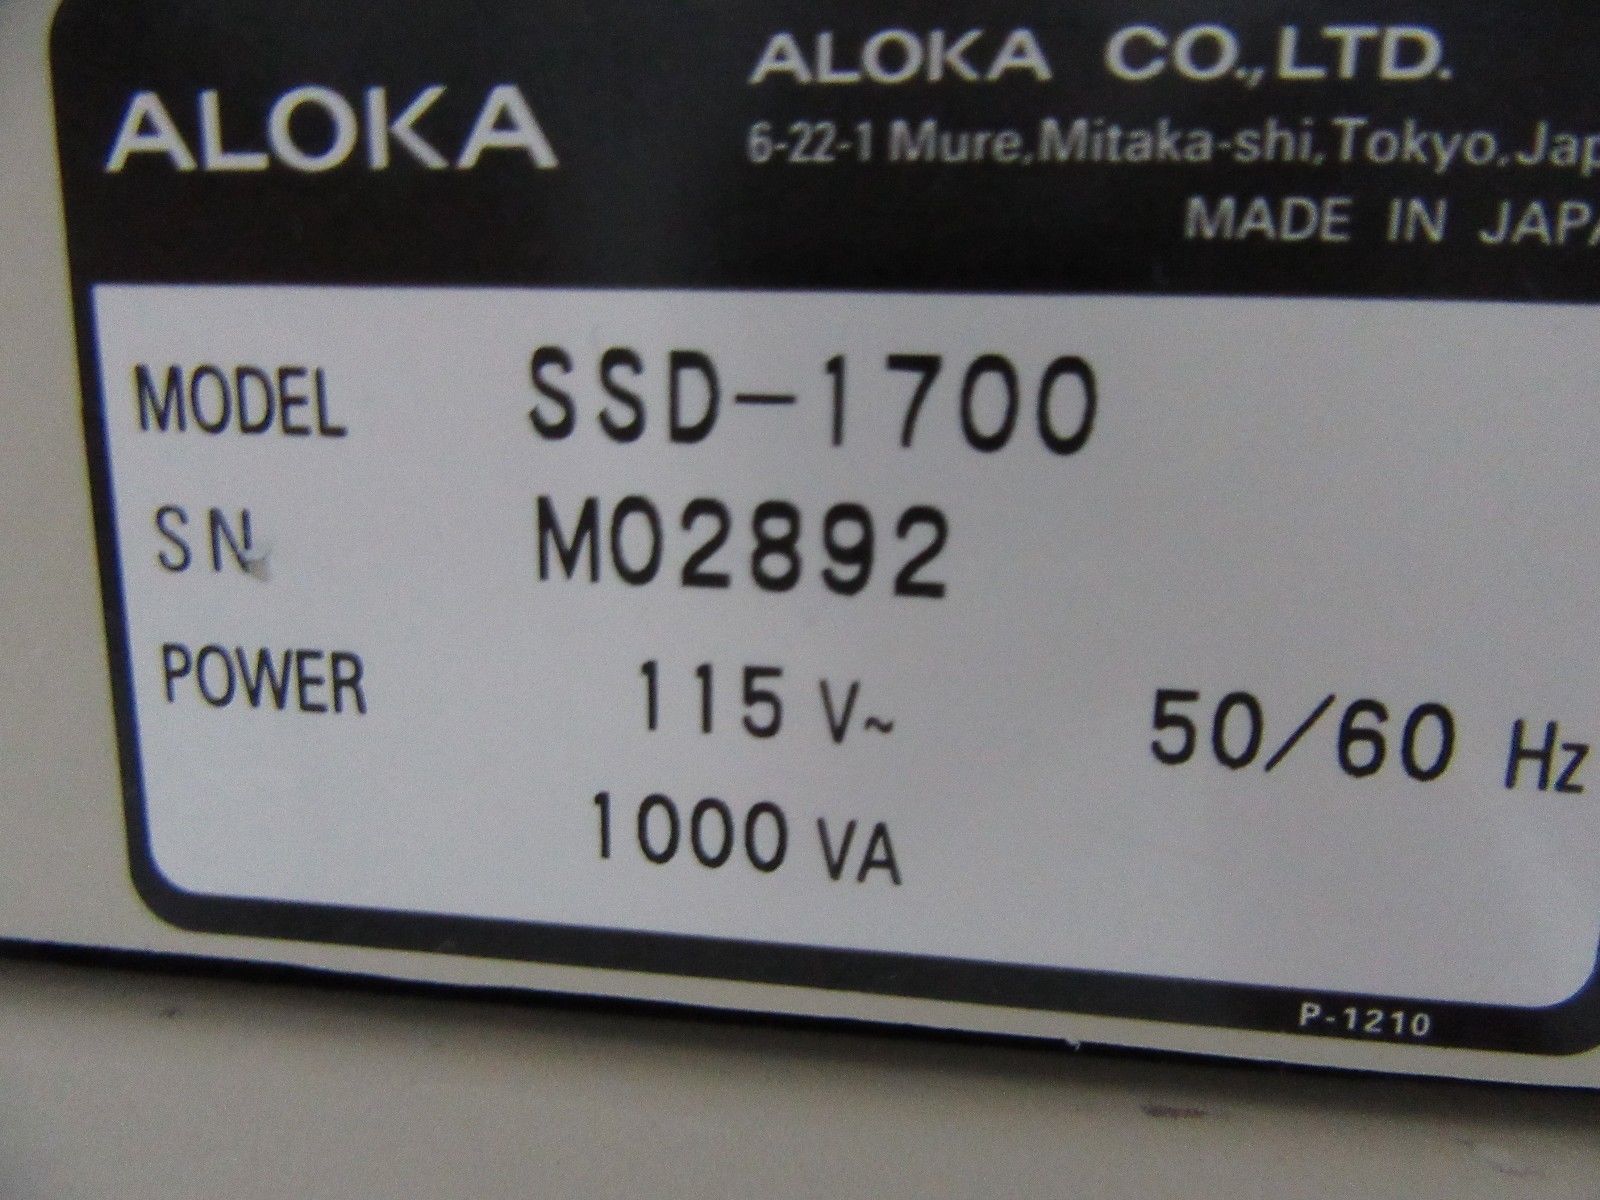 ALOKA
ALOKA CO.,LTD.
6-22-1 Mure,Mitaka-shi,Tokyo,Jap
MADE IN JAPA
MODEL SSD-1700
SN M02892
POWER 115 V~ 50/60 Hz
1000 VA
P-1210